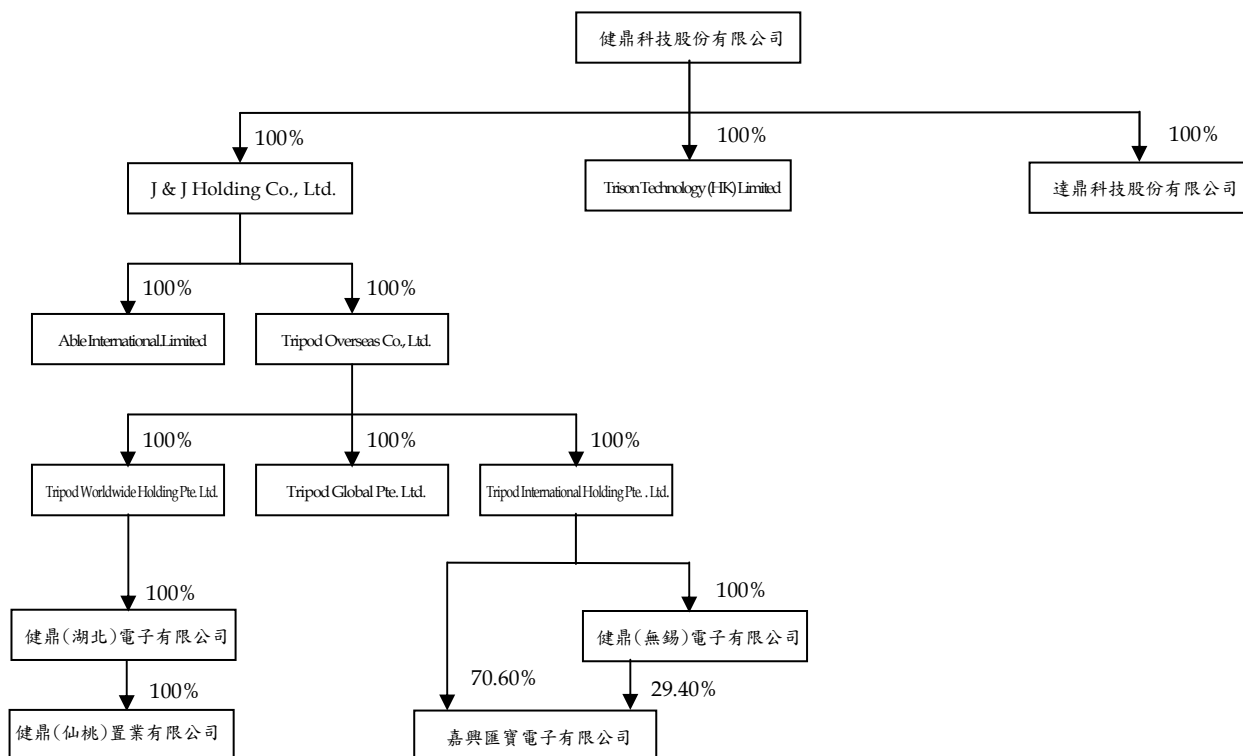 健鼎科技股份有限公司
100%
100%
100%
J & J Holding Co., Ltd.
Trison Technology (HK) Limited
達鼎科技股份有限公司
100%
100%
Able International.Limited
Tripod Overseas Co., Ltd.
100%
100%
100%
Tripod Worldwide Holding Pte. Ltd.
Tripod Global Pte. Ltd.
Tripod International Holding Pte. . Ltd.
100%
100%
健鼎(湖北)電子有限公司
健鼎(無錫)電子有限公司
100%
70.60%
29.40%
健鼎(仙桃)置業有限公司
嘉興匯寶電子有限公司